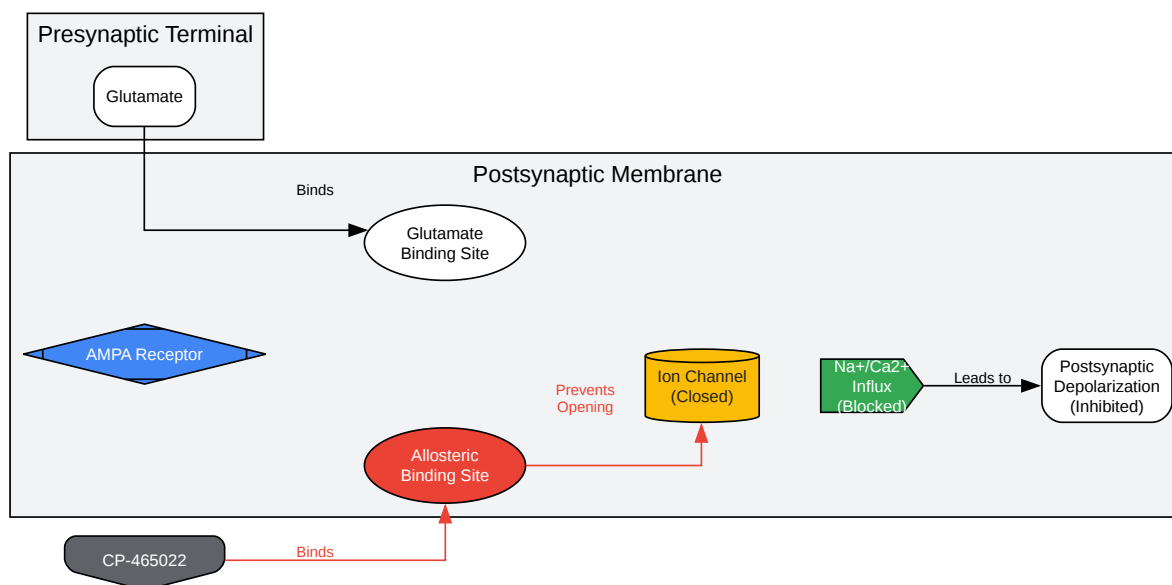 Presynaptic Terminal
Glutamate
Postsynaptic Membrane
Binds
Glutamate
Binding Site
AMPA Receptor
Prevents
Opening
Ion Channel
(Closed)
Na+/Ca2+
Influx
(Blocked)
Leads to
Postsynaptic
Depolarization
(Inhibited)
Allosteric
Binding Site
CP-465022
Binds